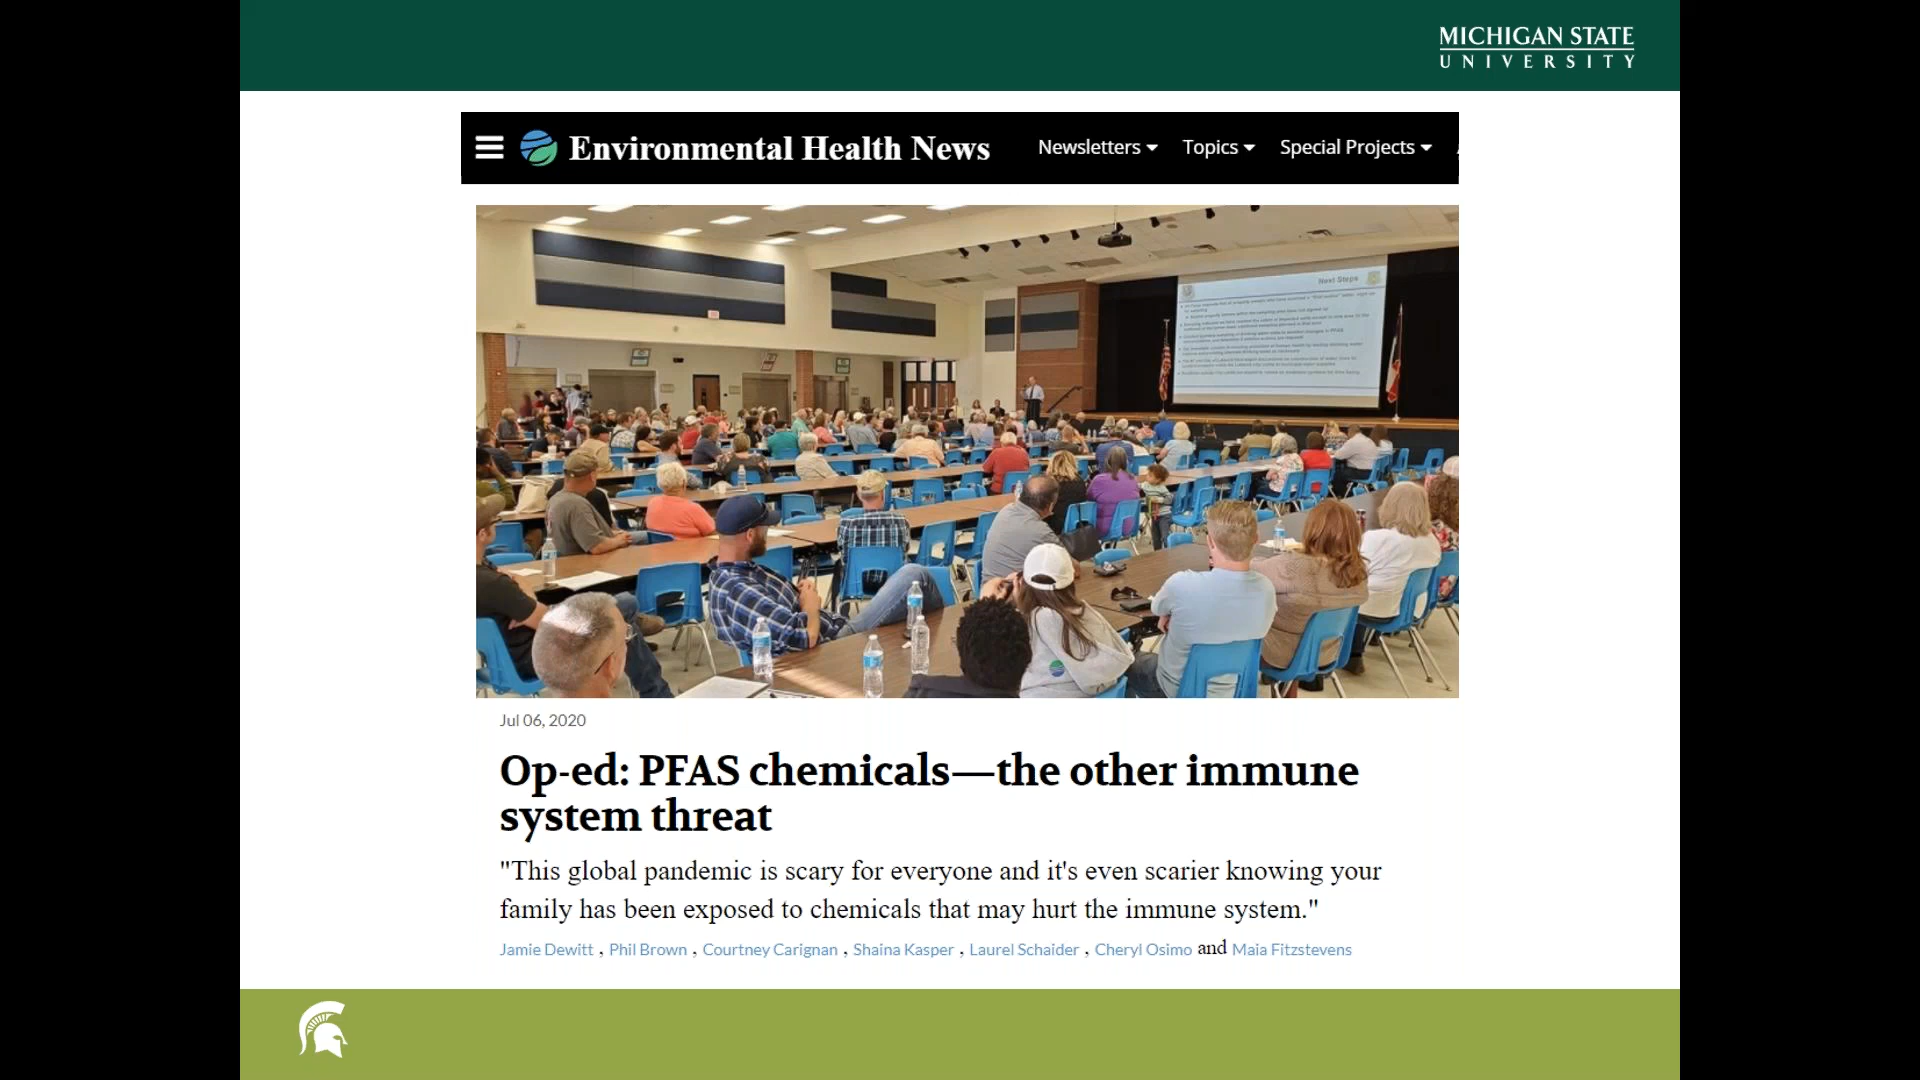 MICHIGAN STATE
UNIVERSITY
Environmental Health News
Newsletters
Topics
Special Projects
Next Steps
Jul 06, 2020
Op-ed: PFAS chemicals—the other immune
system threat
"This global pandemic is scary for everyone and it's even scarier knowing your
family has been exposed to chemicals that may hurt the immune system."
Jamie Dewitt , Phil Brown , Courtney Carignan , Shaina Kasper , Laurel Schaider , Cheryl Osimo and Maia Fitzstevens